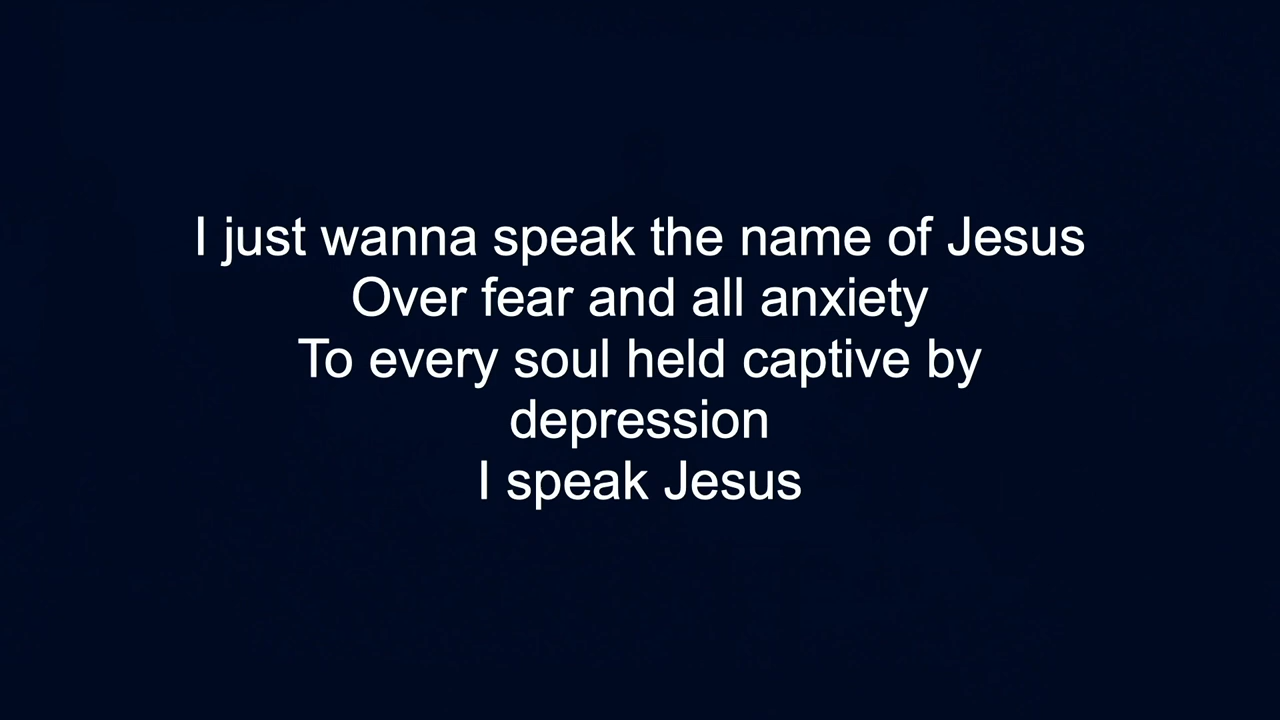 I just wanna speak the name of Jesus
Over fear and all anxiety
To every soul held captive by
depression
I speak Jesus